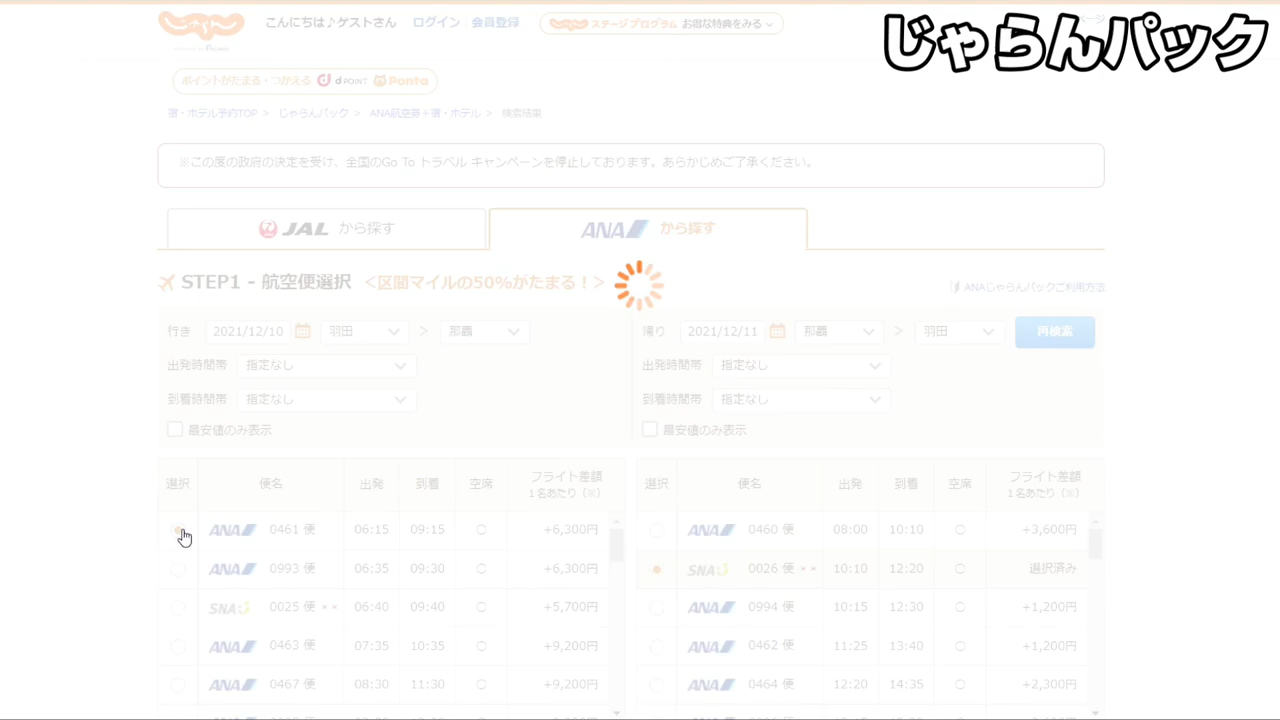 じゃらんパック
こんにちは♪ゲストさん ログイン 会員登録 ステージプログラム お得な特典をみる
ポイントがたまる・つかえる d POINT Ponta
宿・ホテル予約TOP > じゃらんパック > ANA航空券+宿・ホテル > 検索結果
※この度の政府の決定を受け、全国のGo To トラベル キャンペーンを停止しております。あらかじめご了承ください。
JAL から探す
ANA から探す
STEP1 - 航空便選択 <区間マイルの50%がたまる！>
ANAじゃらんパックご利用方法
行き 2021/12/10 羽田 > 那覇
出発時間帯 指定なし
到着時間帯 指定なし
最安値のみ表示
帰り 2021/12/11 那覇 > 羽田 再検索
出発時間帯 指定なし
到着時間帯 指定なし
最安値のみ表示
選択 便名 出発 到着 空席 フライト差額
1名あたり（※）
ANA 0461 便 06:15 09:15 ○ +6,300円
ANA 0993 便 06:35 09:30 ○ +6,300円
SNA 0025 便 ** 06:40 09:40 ○ +5,700円
ANA 0463 便 07:35 10:35 ○ +9,200円
ANA 0467 便 08:30 11:30 ○ +9,200円
選択 便名 出発 到着 空席 フライト差額
1名あたり（※）
ANA 0460 便 08:00 10:10 ○ +3,600円
SNA 0026 便 ** 10:10 12:20 ○ 選択済み
ANA 0994 便 10:15 12:30 ○ +1,200円
ANA 0462 便 11:25 13:40 ○ +1,200円
ANA 0464 便 12:20 14:35 ○ +2,300円